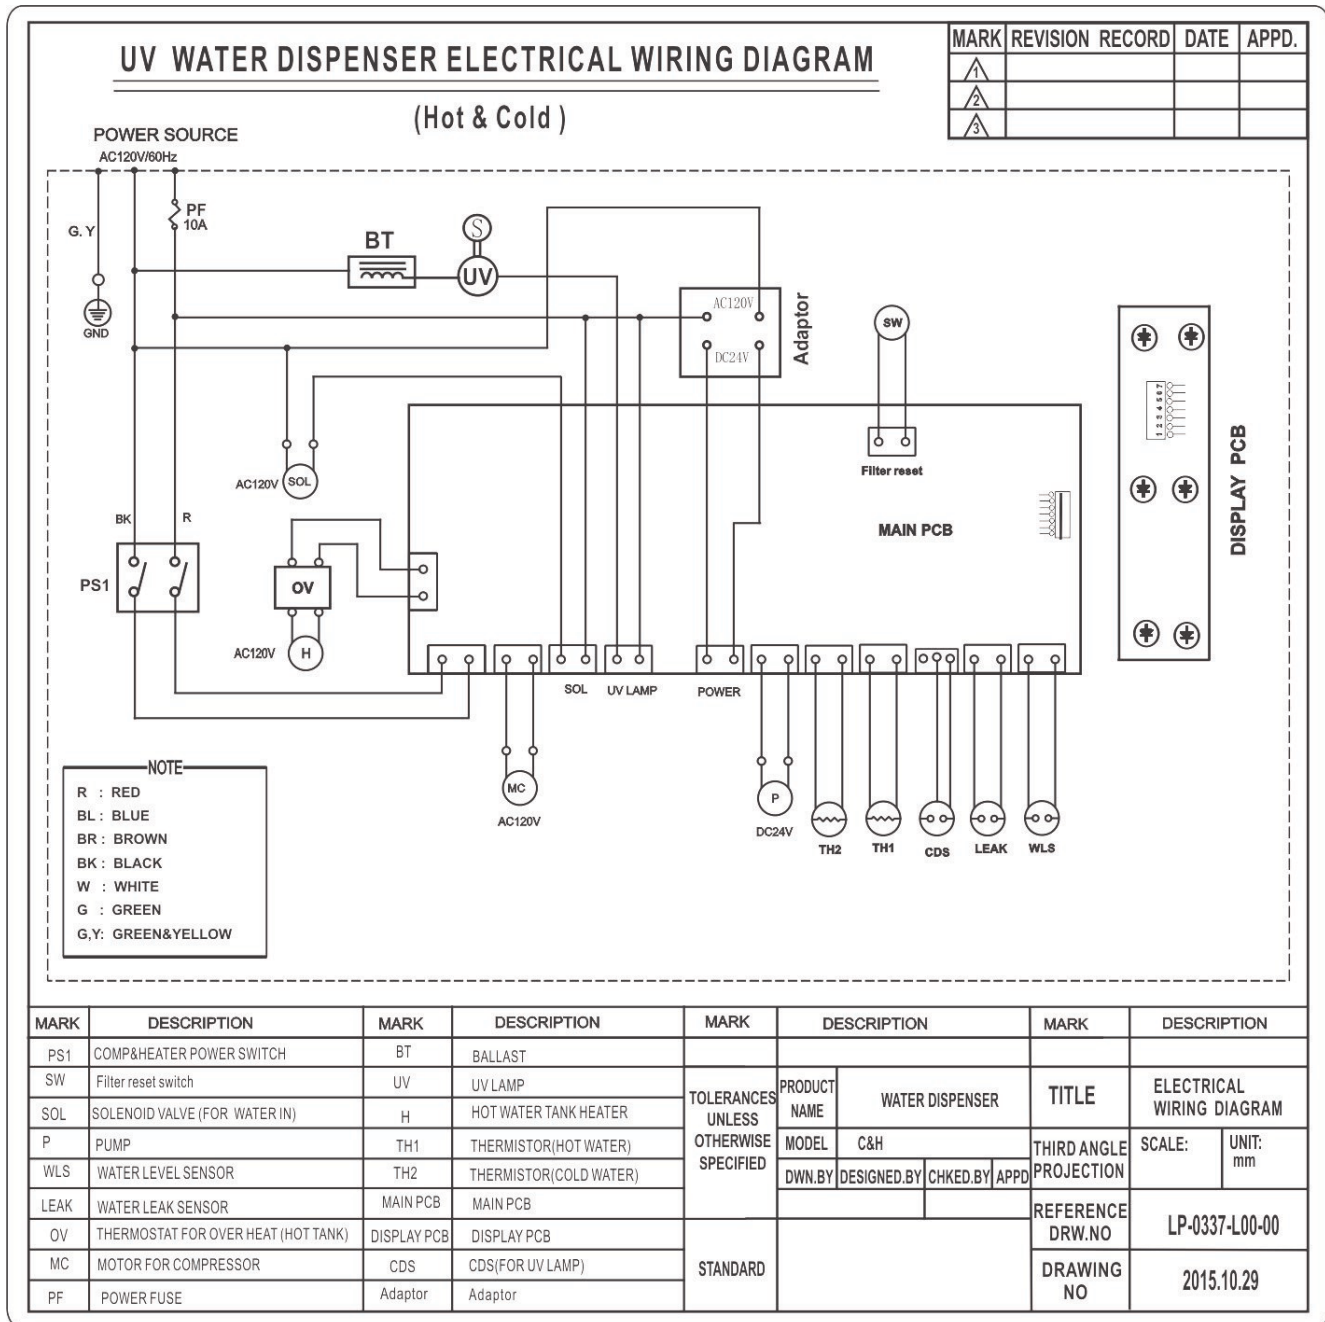 UV WATER DISPENSER ELECTRICAL WIRING DIAGRAM
(Hot & Cold )
MARK REVISION RECORD DATE APPD.
1
2
3
POWER SOURCE
AC120V/60Hz
PF
10A
G. Y
GND
BT
S
UV
AC120V
DC24V
Adaptor
SW
Filter reset
MAIN PCB
DISPLAY PCB
1 2 3 4 5 6 7
AC120V
SOL
BK
R
PS1
OV
AC120V
H
SOL
UV LAMP
POWER
MC
AC120V
P
DC24V
TH2
TH1
CDS
LEAK
WLS
NOTE
R : RED
BL : BLUE
BR : BROWN
BK : BLACK
W : WHITE
G : GREEN
G,Y: GREEN&YELLOW
MARK DESCRIPTION MARK DESCRIPTION MARK DESCRIPTION MARK DESCRIPTION
PS1 COMP&HEATER POWER SWITCH BT BALLAST
SW Filter reset switch UV UV LAMP
SOL SOLENOID VALVE (FOR WATER IN) H HOT WATER TANK HEATER
P PUMP TH1 THERMISTOR(HOT WATER)
WLS WATER LEVEL SENSOR TH2 THERMISTOR(COLD WATER)
LEAK WATER LEAK SENSOR MAIN PCB MAIN PCB
OV THERMOSTAT FOR OVER HEAT (HOT TANK) DISPLAY PCB DISPLAY PCB
MC MOTOR FOR COMPRESSOR CDS CDS(FOR UV LAMP)
PF POWER FUSE Adaptor Adaptor
TOLERANCES
UNLESS
OTHERWISE
SPECIFIED
STANDARD
PRODUCT
NAME
WATER DISPENSER
MODEL C&H
DWN.BY DESIGNED.BY CHKED.BY APPD
TITLE
ELECTRICAL
WIRING DIAGRAM
THIRD ANGLE
PROJECTION
SCALE:
UNIT:
mm
REFERENCE
DRW.NO
LP-0337-L00-00
DRAWING
NO
2015.10.29